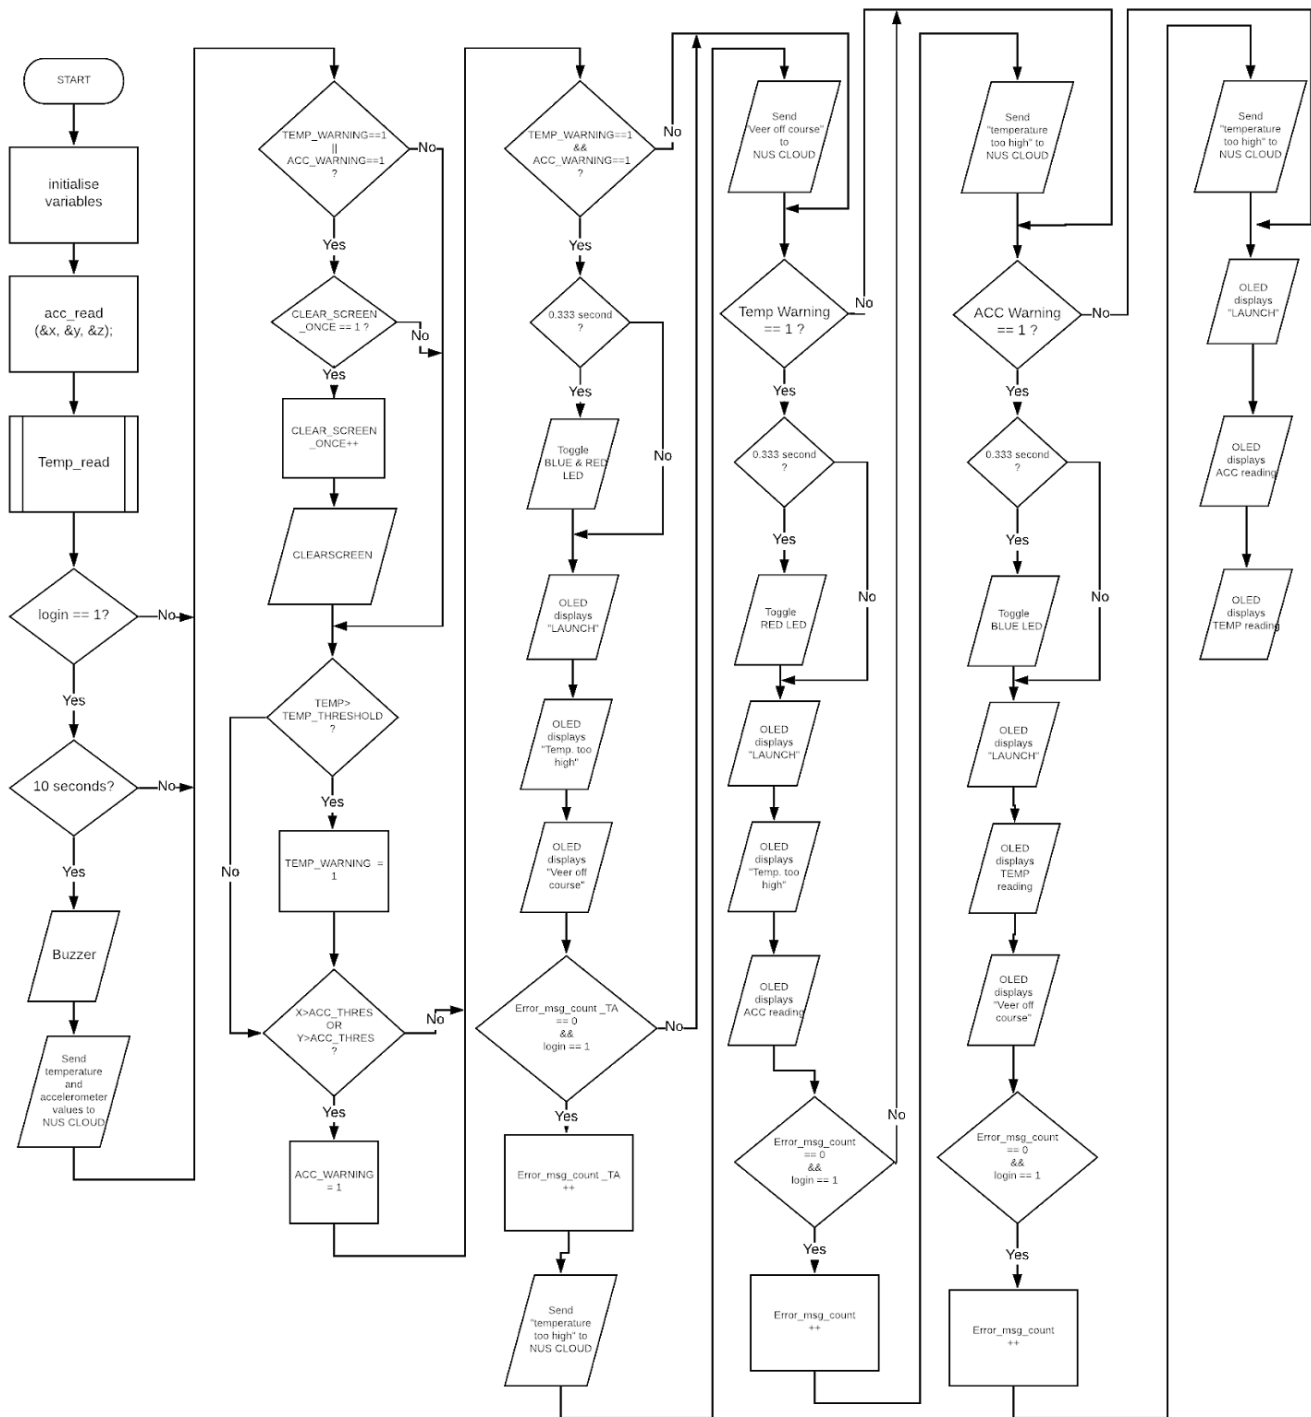 START
initialise
variables
acc_read
(&x, &y, &z);
Temp_read
login == 1?
No
Yes
10 seconds?
No
Yes
Buzzer
Send
temperature
and
accelerometer
values to
NUS CLOUD
TEMP_WARNING==1
||
ACC_WARNING==1
?
No
Yes
CLEAR_SCREEN
_ONCE == 1 ?
No
Yes
CLEAR_SCREEN
_ONCE++
CLEARSCREEN
TEMP>
TEMP_THRESHOLD
?
Yes
No
TEMP_WARNING =
1
X>ACC_THRES
OR
Y>ACC_THRES
?
No
Yes
ACC_WARNING
= 1
TEMP_WARNING==1
&&
ACC_WARNING==1
?
No
Yes
0.333 second
?
Yes
No
Toggle
BLUE & RED
LED
OLED
displays
"LAUNCH"
OLED
displays
"Temp. too
high"
OLED
displays
"Veer off
course"
Error_msg_count _TA
== 0
&&
login == 1
No
Yes
Error_msg_count _TA
++
Send
"temperature
too high" to
NUS CLOUD
Send
"Veer off course"
to
NUS CLOUD
Temp Warning
== 1 ?
No
Yes
0.333 second
?
Yes
No
Toggle
RED LED
OLED
displays
"LAUNCH"
OLED
displays
"Temp. too
high"
OLED
displays
ACC reading
Error_msg_count
== 0
&&
login == 1
No
Yes
Error_msg_count
++
Send
"temperature
too high" to
NUS CLOUD
ACC Warning
== 1 ?
No
Yes
0.333 second
?
Yes
No
Toggle
BLUE LED
OLED
displays
"LAUNCH"
OLED
displays
TEMP
reading
OLED
displays
"Veer off
course"
Error_msg_count
== 0
&&
login == 1
Yes
Error_msg_count
++
Send
"temperature
too high" to
NUS CLOUD
OLED
displays
"LAUNCH"
OLED
displays
ACC reading
OLED
displays
TEMP reading